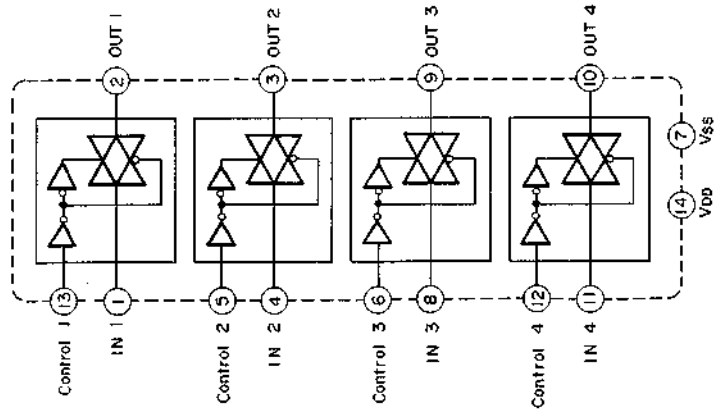 Control 1
13
IN 1
1
2
OUT 1
Control 2
5
IN 2
4
3
OUT 2
Control 3
6
IN 3
8
9
OUT 3
Control 4
12
IN 4
11
10
OUT 4
14
VDD
7
VSS